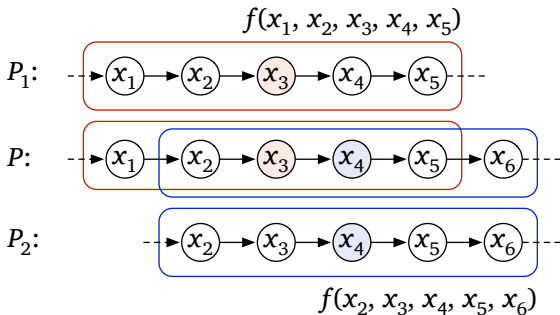 f(x₁, x₂, x₃, x₄, x₅)
P₁: x₁ x₂ x₃ x₄ x₅
P: x₁ x₂ x₃ x₄ x₅ x₆
P₂: x₂ x₃ x₄ x₅ x₆
f(x₂, x₃, x₄, x₅, x₆)